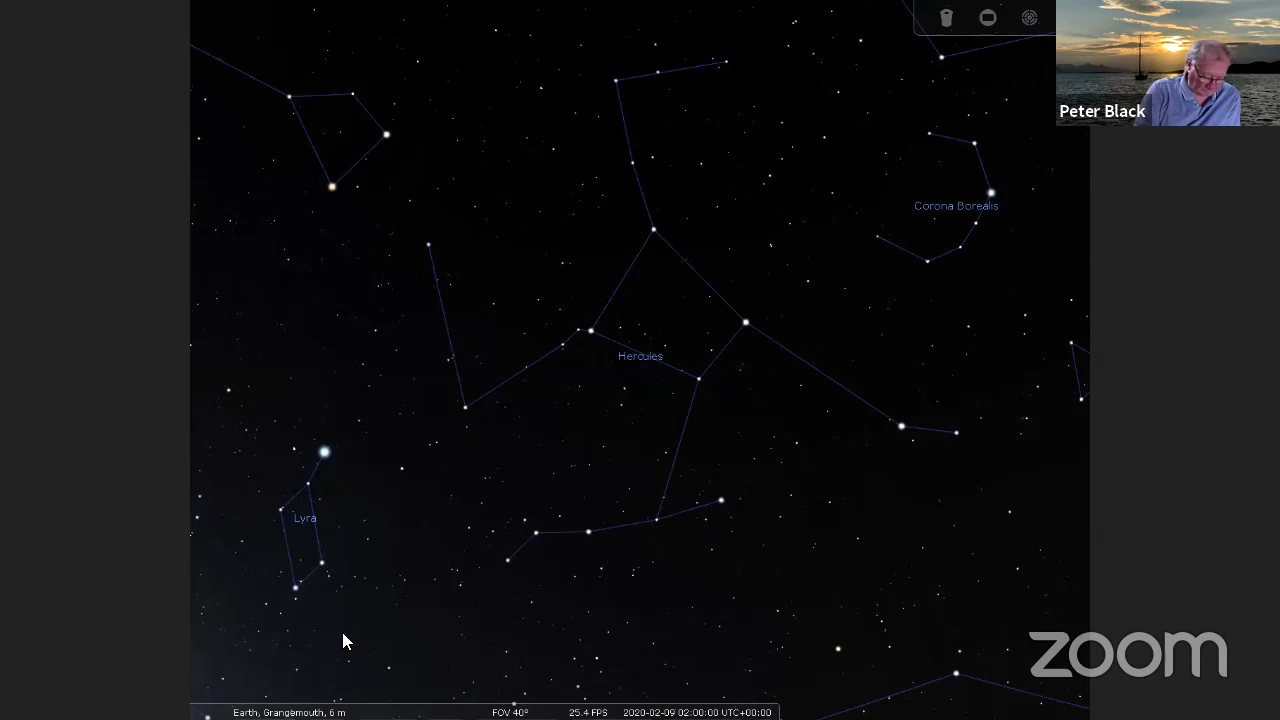 Peter Black
Corona Borealis
Hercules
Lyra
zoom
Earth, Grangemouth, 6 m
FOV 40°
25.4 FPS
2020-02-09 02:00:00 UTC+00:00